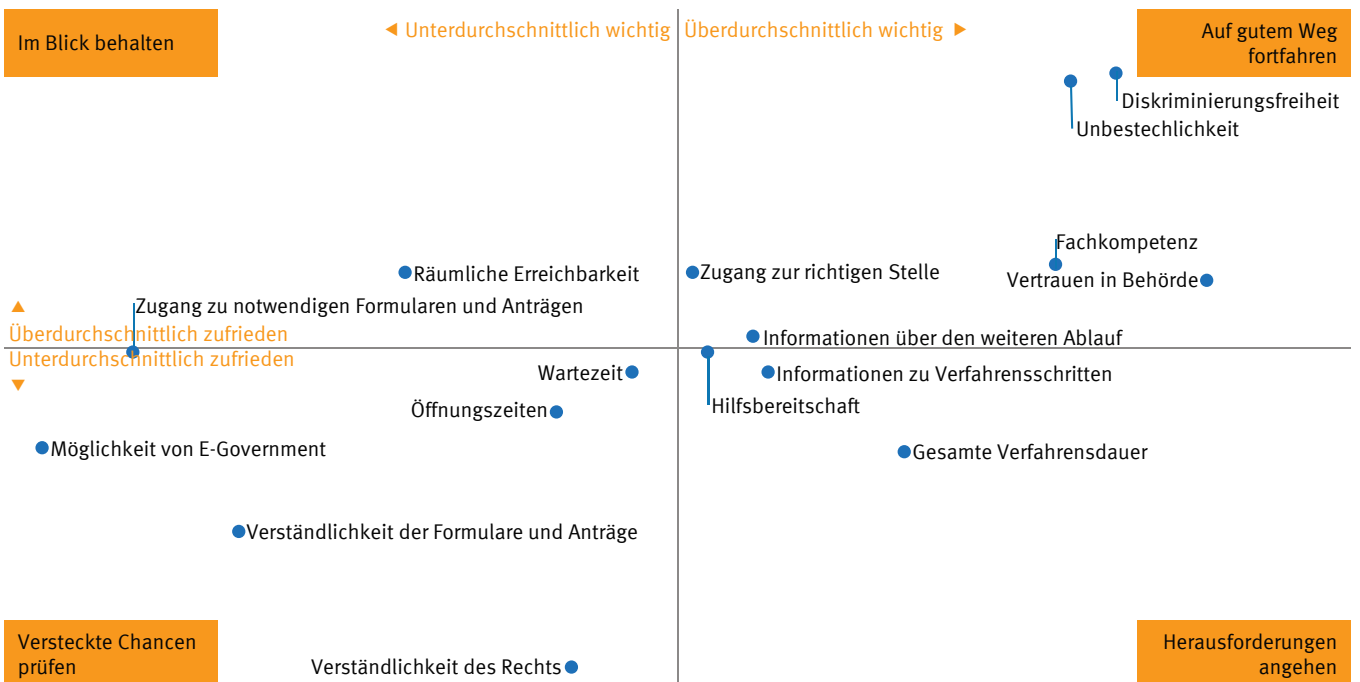 Im Blick behalten
◄ Unterdurchschnittlich wichtig
Überdurchschnittlich wichtig ►
Auf gutem Weg
fortfahren
Diskriminierungsfreiheit
Unbestechlichkeit
Fachkompetenz
Räumliche Erreichbarkeit
Zugang zur richtigen Stelle
Vertrauen in Behörde
Zugang zu notwendigen Formularen und Anträgen
▲
Überdurchschnittlich zufrieden
Informationen über den weiteren Ablauf
Unterdurchschnittlich zufrieden
▼
Wartezeit
Informationen zu Verfahrensschritten
Öffnungszeiten
Hilfsbereitschaft
Möglichkeit von E-Government
Gesamte Verfahrensdauer
Verständlichkeit der Formulare und Anträge
Versteckte Chancen
prüfen
Verständlichkeit des Rechts
Herausforderungen
angehen